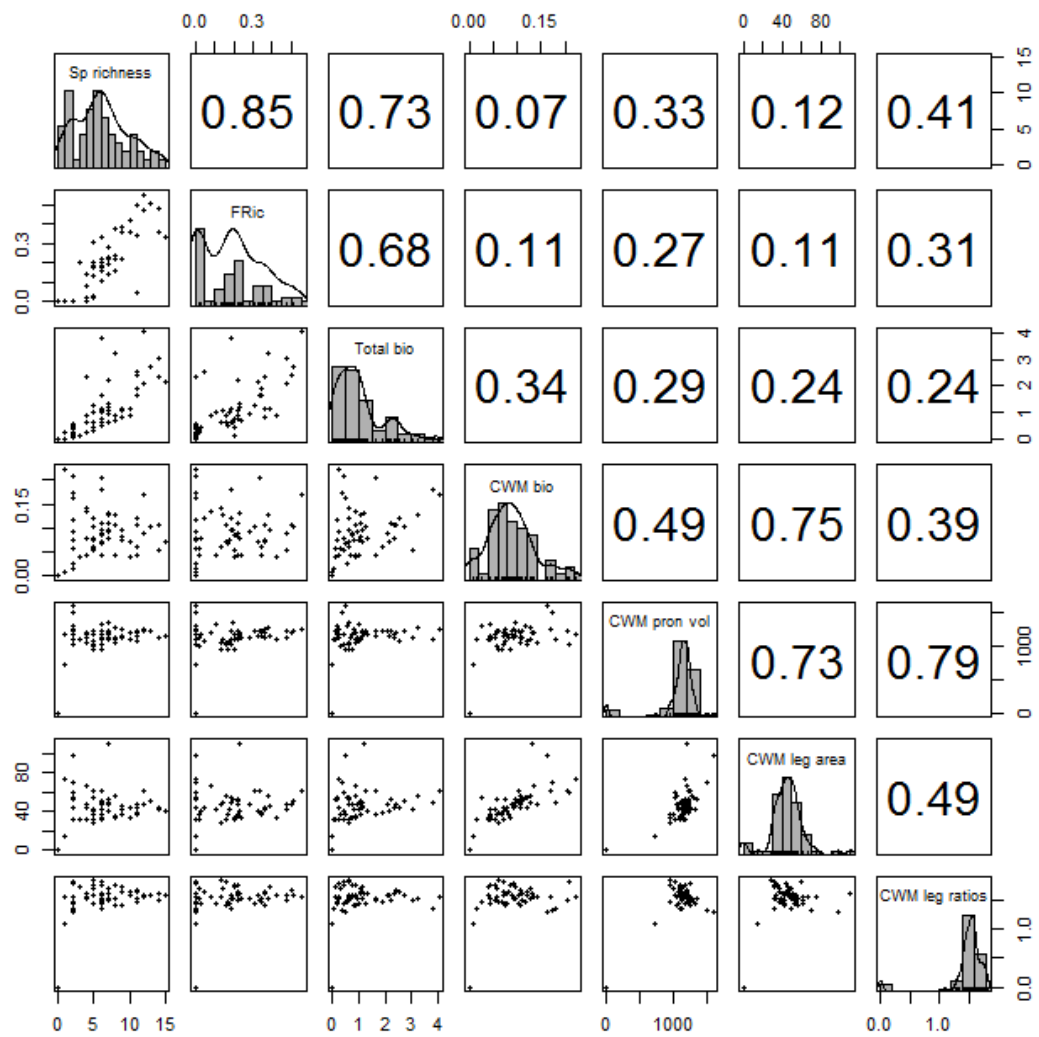 0.0 0.3 0.00 0.15 0 40 80
Sp richness 0.85 0.73 0.07 0.33 0.12 0.41 0 5 10 15
0.0 0.3 FRic 0.68 0.11 0.27 0.11 0.31
Total bio 0.34 0.29 0.24 0.24 0 1 2 3 4
0.00 0.15 CWM bio 0.49 0.75 0.39
CWM pron vol 0.73 0.79 0 1000
0 40 80 CWM leg area 0.49
CWM leg ratios 0.0 1.0
0 5 10 15 0 1 2 3 4 0 1000 0.0 1.0